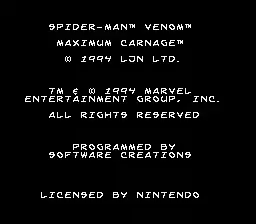 SPIDER-MAN™ VENOM™
MAXIMUM CARNAGE™
© 1994 LJN LTD.
TM & © 1994 MARVEL
ENTERTAINMENT GROUP, INC.
ALL RIGHTS RESERVED
PROGRAMMED BY
SOFTWARE CREATIONS
LICENSED BY NINTENDO